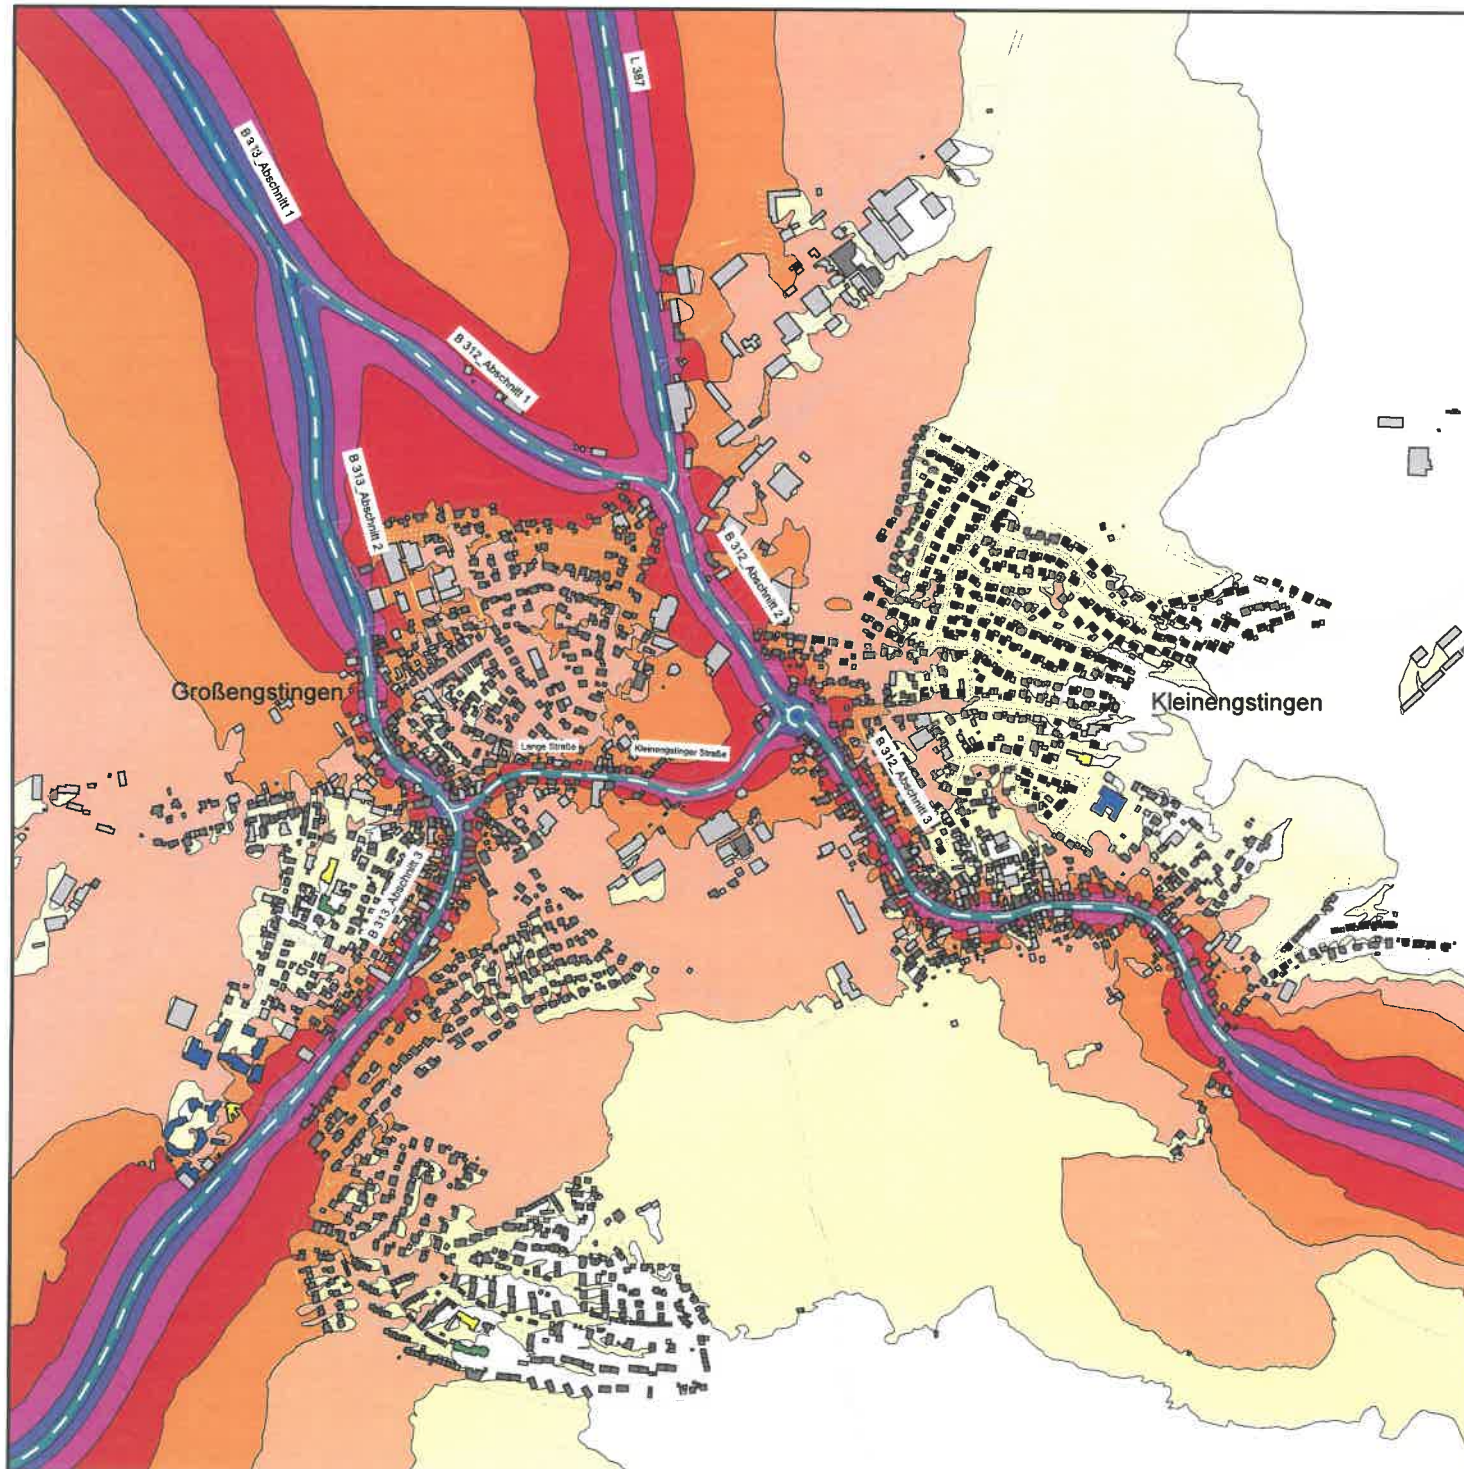 L 387
B 313_Abschnitt 1
B 312_Abschnitt 1
B 313_Abschnitt 2
B 312_Abschnitt 2
Großengstingen
Kleinengstingen
Lange Straße
Kleinengstinger Straße
B 312_Abschnitt 3
B 313_Abschnitt 3